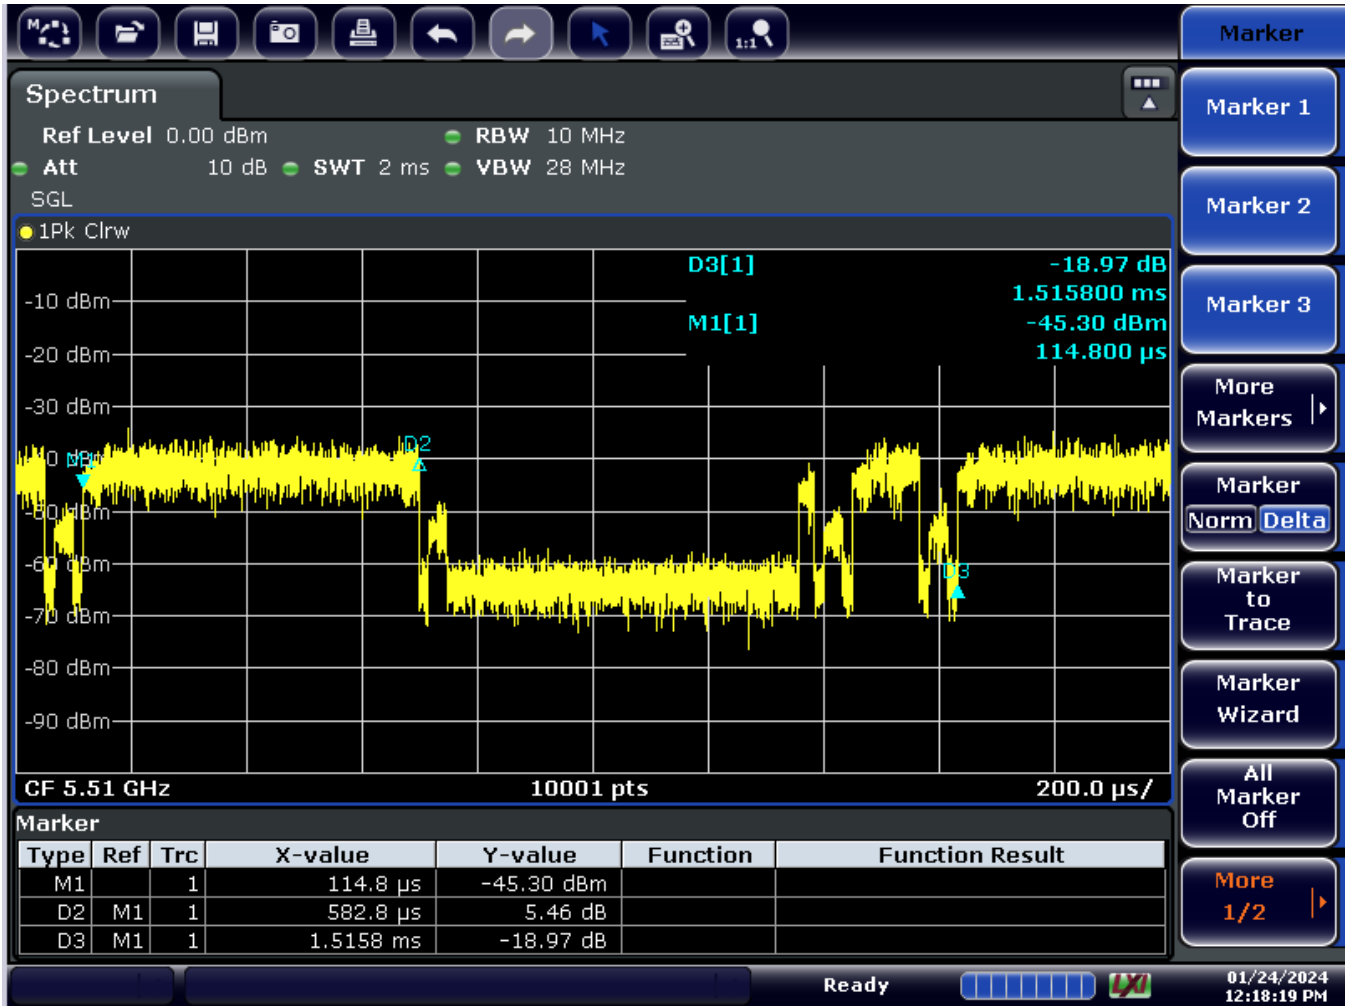 Marker
Spectrum
Ref Level 0.00 dBm RBW 10 MHz
Att 10 dB SWT 2 ms VBW 28 MHz
SGL
1Pk Clrw
D3[1] -18.97 dB
1.515800 ms
M1[1] -45.30 dBm
114.800 µs
-10 dBm
-20 dBm
-30 dBm
M1
D2
D3
-70 dBm
-80 dBm
-90 dBm
CF 5.51 GHz 10001 pts 200.0 µs/
Marker
Type Ref Trc X-value Y-value Function Function Result
M1 1 114.8 µs -45.30 dBm
D2 M1 1 582.8 µs 5.46 dB
D3 M1 1 1.5158 ms -18.97 dB
Marker 1
Marker 2
Marker 3
More
Markers
Marker
Norm Delta
Marker
to
Trace
Marker
Wizard
All
Marker
Off
More
1/2
Ready
LXI
01/24/2024
12:18:19 PM
1:1
M